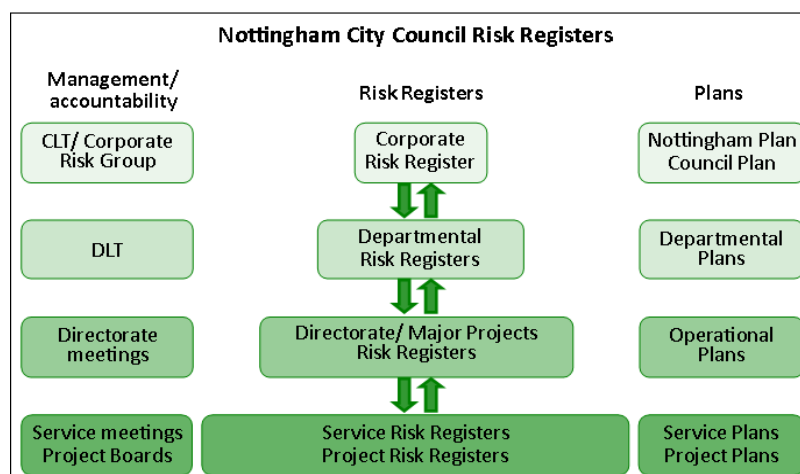 Nottingham City Council Risk Registers
Management/
accountability
Risk Registers
Plans
CLT/ Corporate
Risk Group
Corporate
Risk Register
Nottingham Plan
Council Plan
DLT
Departmental
Risk Registers
Departmental
Plans
Directorate
meetings
Directorate/ Major Projects
Risk Registers
Operational
Plans
Service meetings
Project Boards
Service Risk Registers
Project Risk Registers
Service Plans
Project Plans